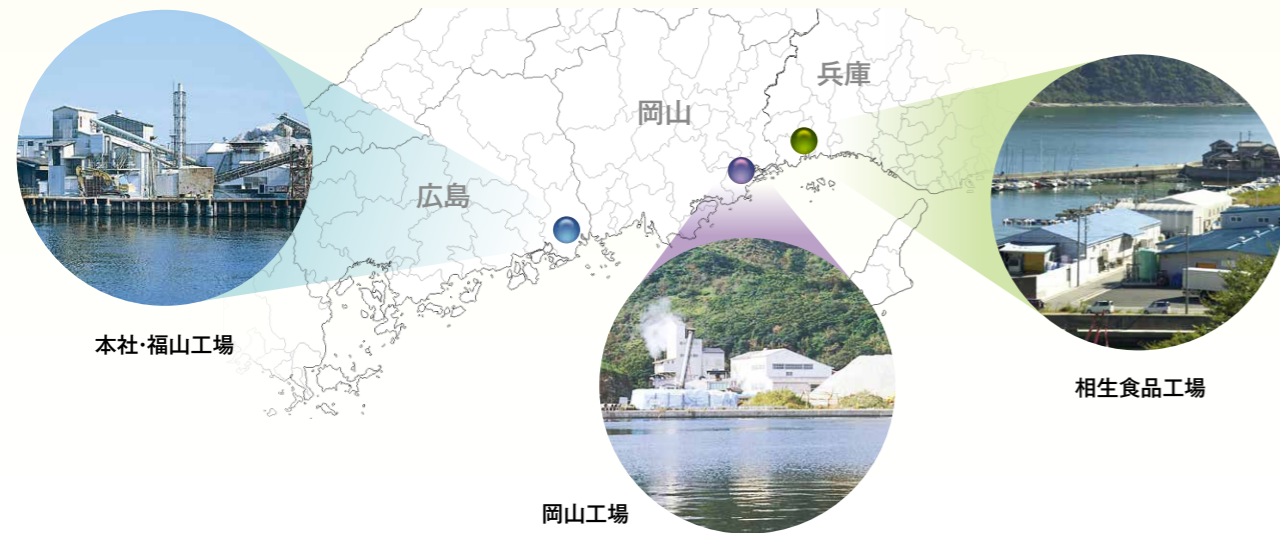 兵庫
岡山
広島
本社･福山工場
相生食品工場
岡山工場